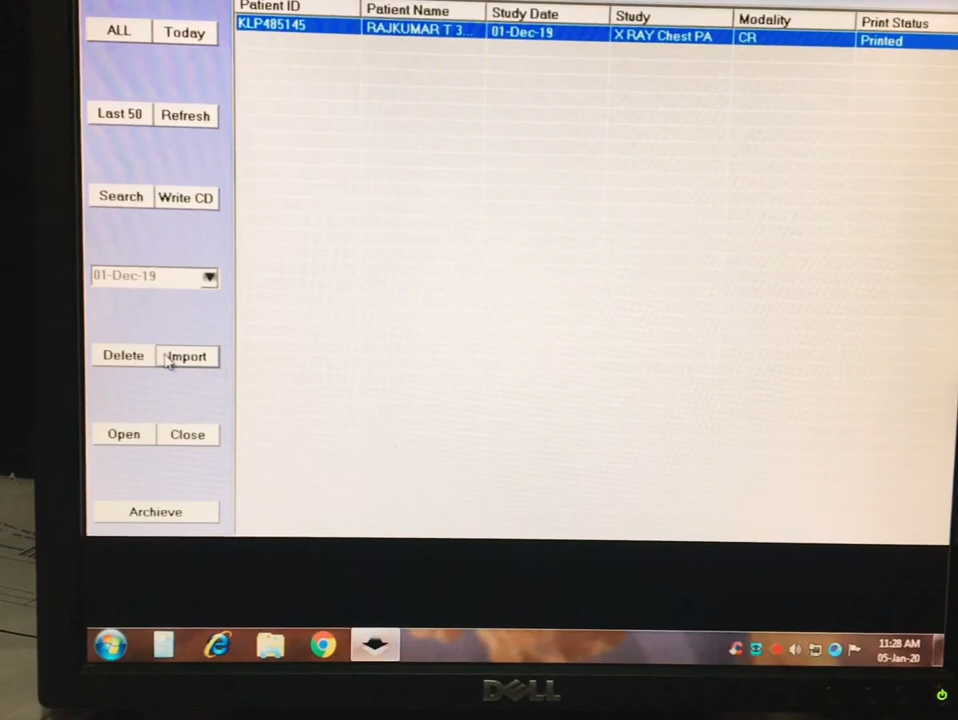 Patient ID Patient Name Study Date Study Modality Print Status
KLP485145 RAJKUMAR T 3... 01-Dec-19 X RAY Chest PA CR Printed
ALL Today
Last 50 Refresh
Search Write CD
01-Dec-19
Delete Import
Open Close
Archieve
11:28 AM
05-Jan-20
DELL